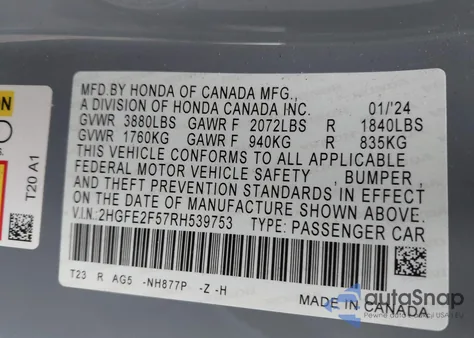 MFD.BY HONDA OF CANADA MFG.,
A DIVISION OF HONDA CANADA INC. 01/'24
GVWR 3880LBS GAWR F 2072LBS R 1840LBS
GVWR 1760KG GAWR F 940KG R 835KG
THIS VEHICLE CONFORMS TO ALL APPLICABLE
FEDERAL MOTOR VEHICLE SAFETY , BUMPER ,
AND THEFT PREVENTION STANDARDS IN EFFECT
ON THE DATE OF MANUFACTURE SHOWN ABOVE.
V.I.N: 2HGFE2F57RH539753 TYPE: PASSENGER CAR
T23 R AG5 -NH877P -Z -H
MADE IN CANADA
T20 A1
ON
autoSnap